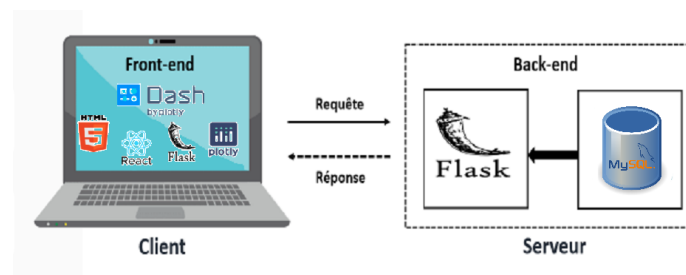 Front-end
Dash
by plotly
HTML
5
React
Flask
plotly
Client
Requête
Réponse
Back-end
Flask
MySQL
Serveur